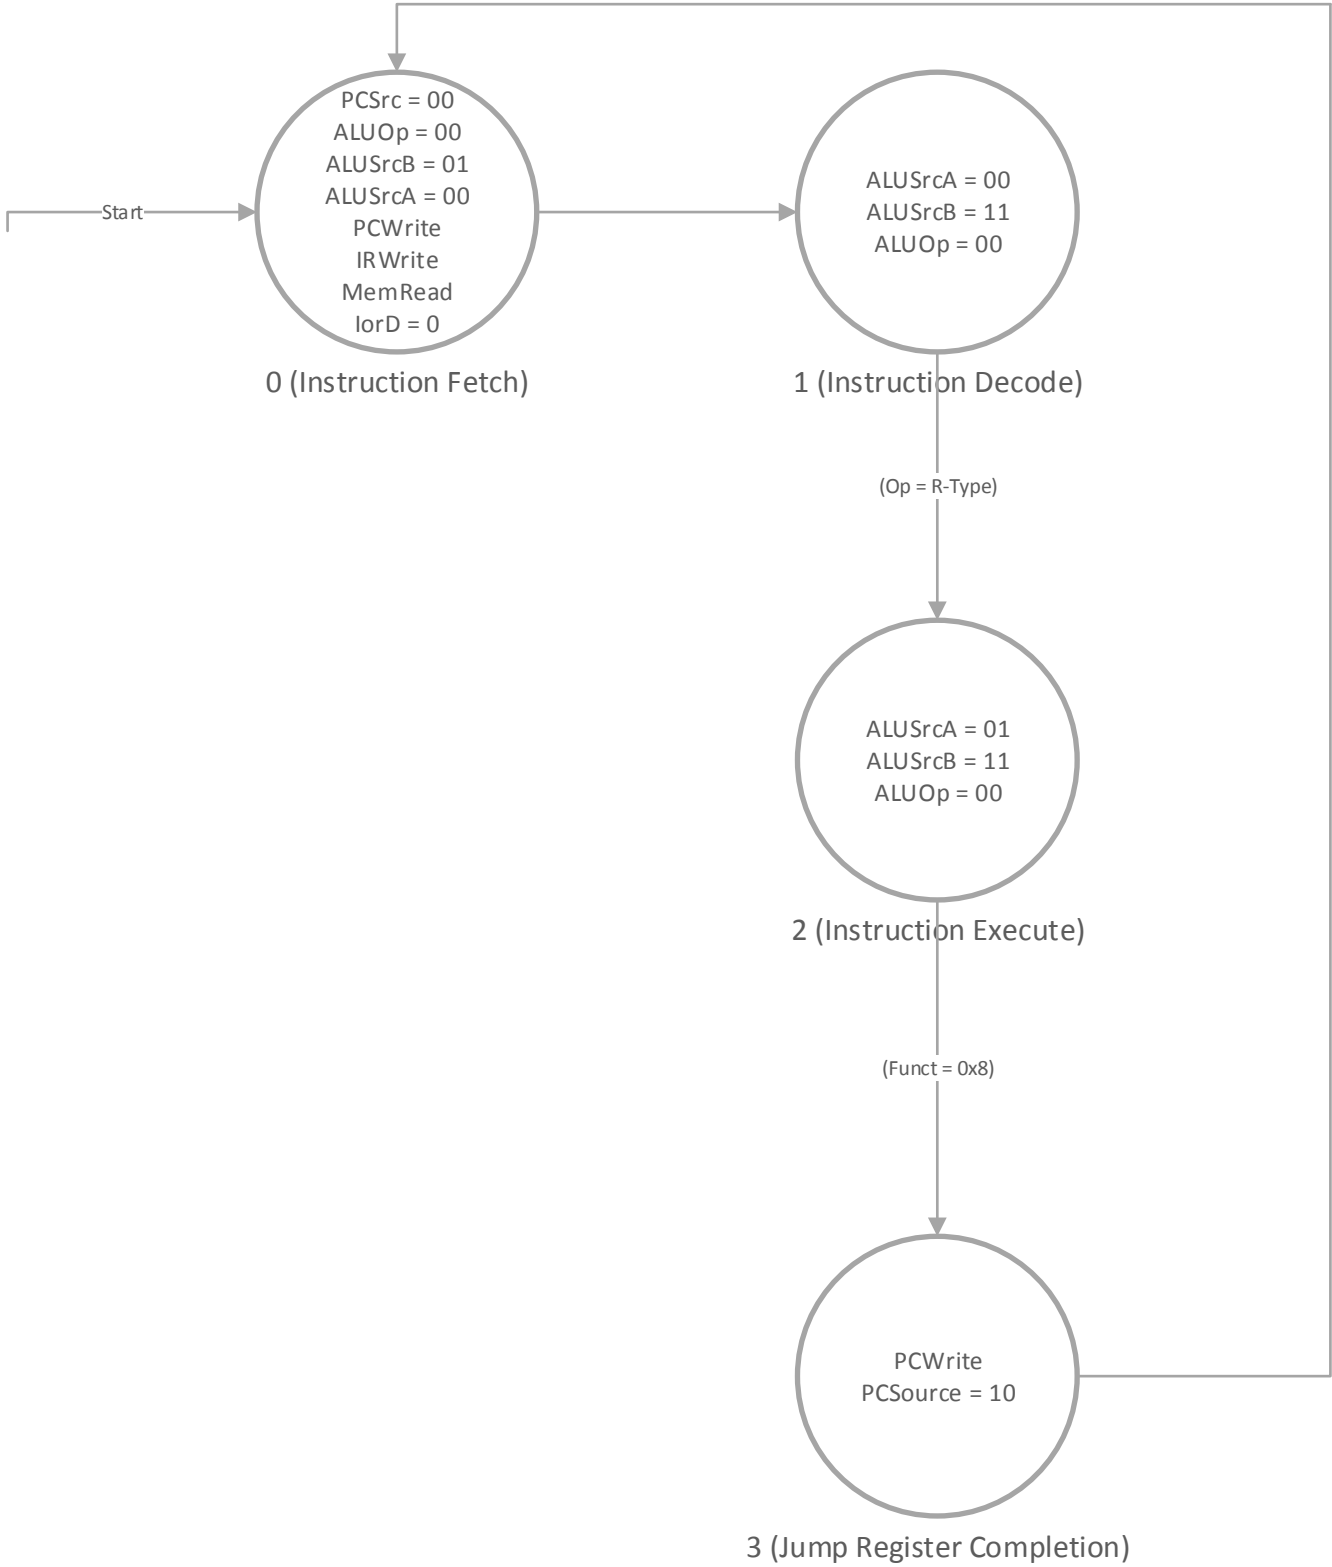 PCSrc = 00
ALUOp = 00
ALUSrcB = 01
ALUSrcA = 00
PCWrite
IRWrite
MemRead
IorD = 0
Start
0 (Instruction Fetch)
ALUSrcA = 00
ALUSrcB = 11
ALUOp = 00
1 (Instruction Decode)
(Op = R-Type)
ALUSrcA = 01
ALUSrcB = 11
ALUOp = 00
2 (Instruction Execute)
(Funct = 0x8)
PCWrite
PCSource = 10
3 (Jump Register Completion)